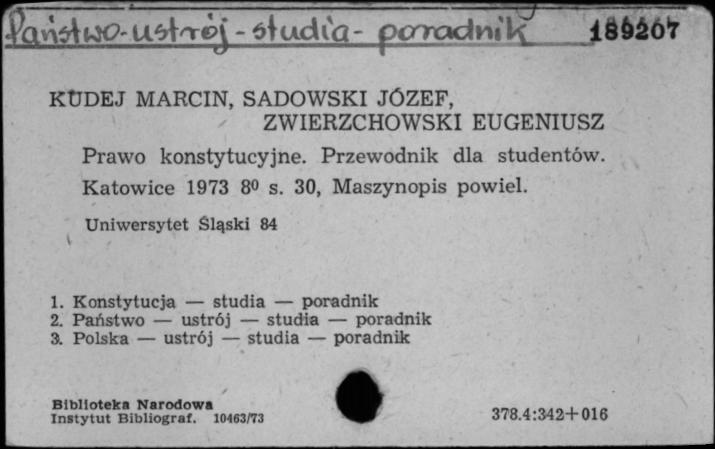 Państwo-ustrój-studia-poradnik 189207
KUDEJ MARCIN, SADOWSKI JÓZEF,
ZWIERZCHOWSKI EUGENIUSZ
Prawo konstytucyjne. Przewodnik dla studentów.
Katowice 1973 8⁰ s. 30, Maszynopis powiel.
Uniwersytet Śląski 84
1. Konstytucja — studia — poradnik
2. Państwo — ustrój — studia — poradnik
3. Polska — ustrój — studia — poradnik
Biblioteka Narodowa
Instytut Bibliograf. 10463/73
378.4:342+016